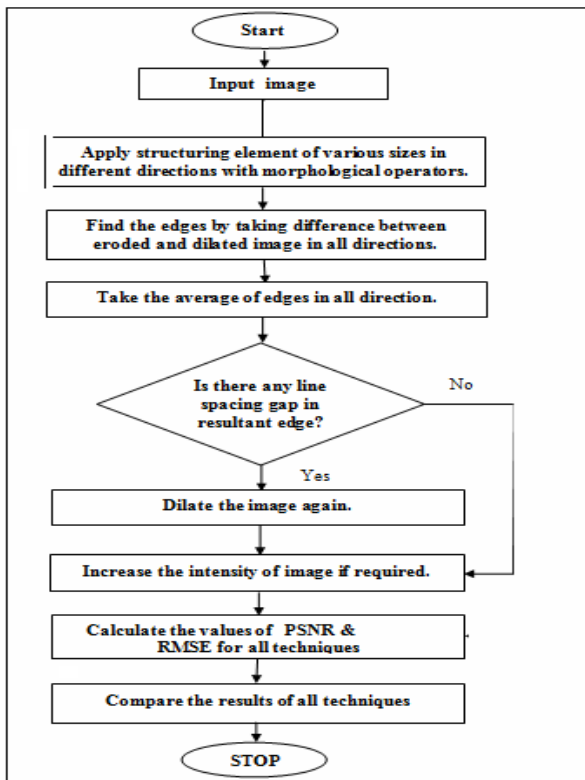 Start
Input image
Apply structuring element of various sizes in
different directions with morphological operators.
Find the edges by taking difference between
eroded and dilated image in all directions.
Take the average of edges in all direction.
Is there any line
spacing gap in
resultant edge?
No
Yes
Dilate the image again.
Increase the intensity of image if required.
Calculate the values of PSNR &
RMSE for all techniques
Compare the results of all techniques
STOP